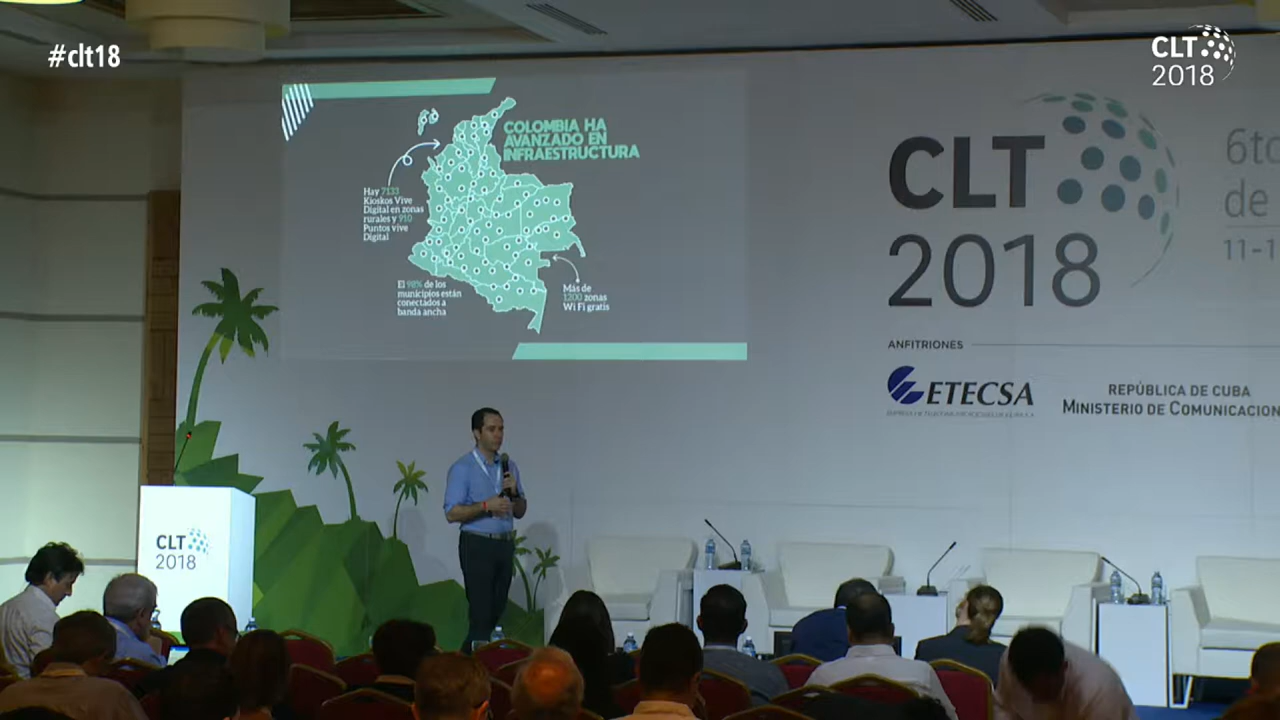 #clt18
CLT
2018
COLOMBIA HA
AVANZADO EN
INFRAESTRUCTURA
Hay 7133
Kioskos Vive
Digital en zonas
rurales y 910
Puntos vive
Digital
El 98% de los
municipios están
conectados a
banda ancha
Más de
1200 zonas
Wi Fi gratis
CLT
2018
6to
de
11-1
ANFITRIONES
ETECSA
REPÚBLICA DE CUBA
MINISTERIO DE COMUNICACION
CLT
2018